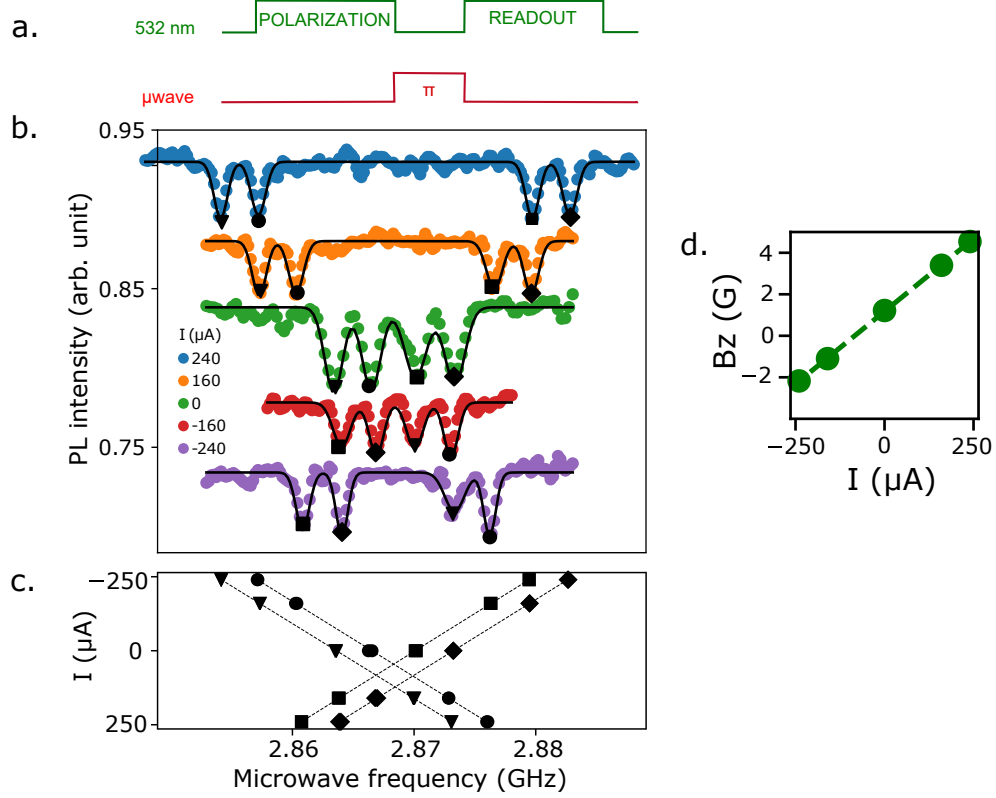 a.
532 nm
POLARIZATION
READOUT
μwave
π
b.
0.95
0.85
0.75
PL intensity (arb. unit)
I (μA)
240
160
0
-160
-240
c.
−250
0
250
I (μA)
2.86
2.87
2.88
Microwave frequency (GHz)
d.
4
2
0
−2
Bz (G)
−250
0
250
I (μA)